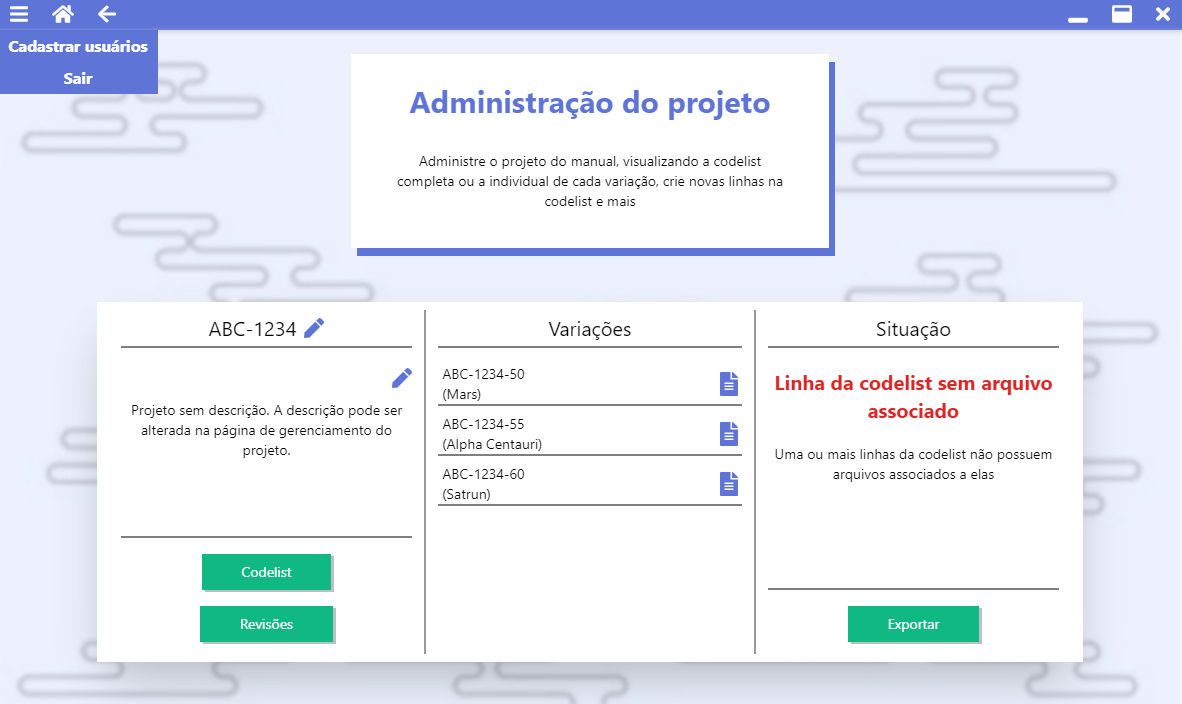 Cadastrar usuários
Sair
Administração do projeto
Administre o projeto do manual, visualizando a codelist
completa ou a individual de cada variação, crie novas linhas na
codelist e mais
ABC-1234
Projeto sem descrição. A descrição pode ser
alterada na página de gerenciamento do
projeto.
Codelist
Revisões
Variações
ABC-1234-50
(Mars)
ABC-1234-55
(Alpha Centauri)
ABC-1234-60
(Satrun)
Situação
Linha da codelist sem arquivo
associado
Uma ou mais linhas da codelist não possuem
arquivos associados a elas
Exportar